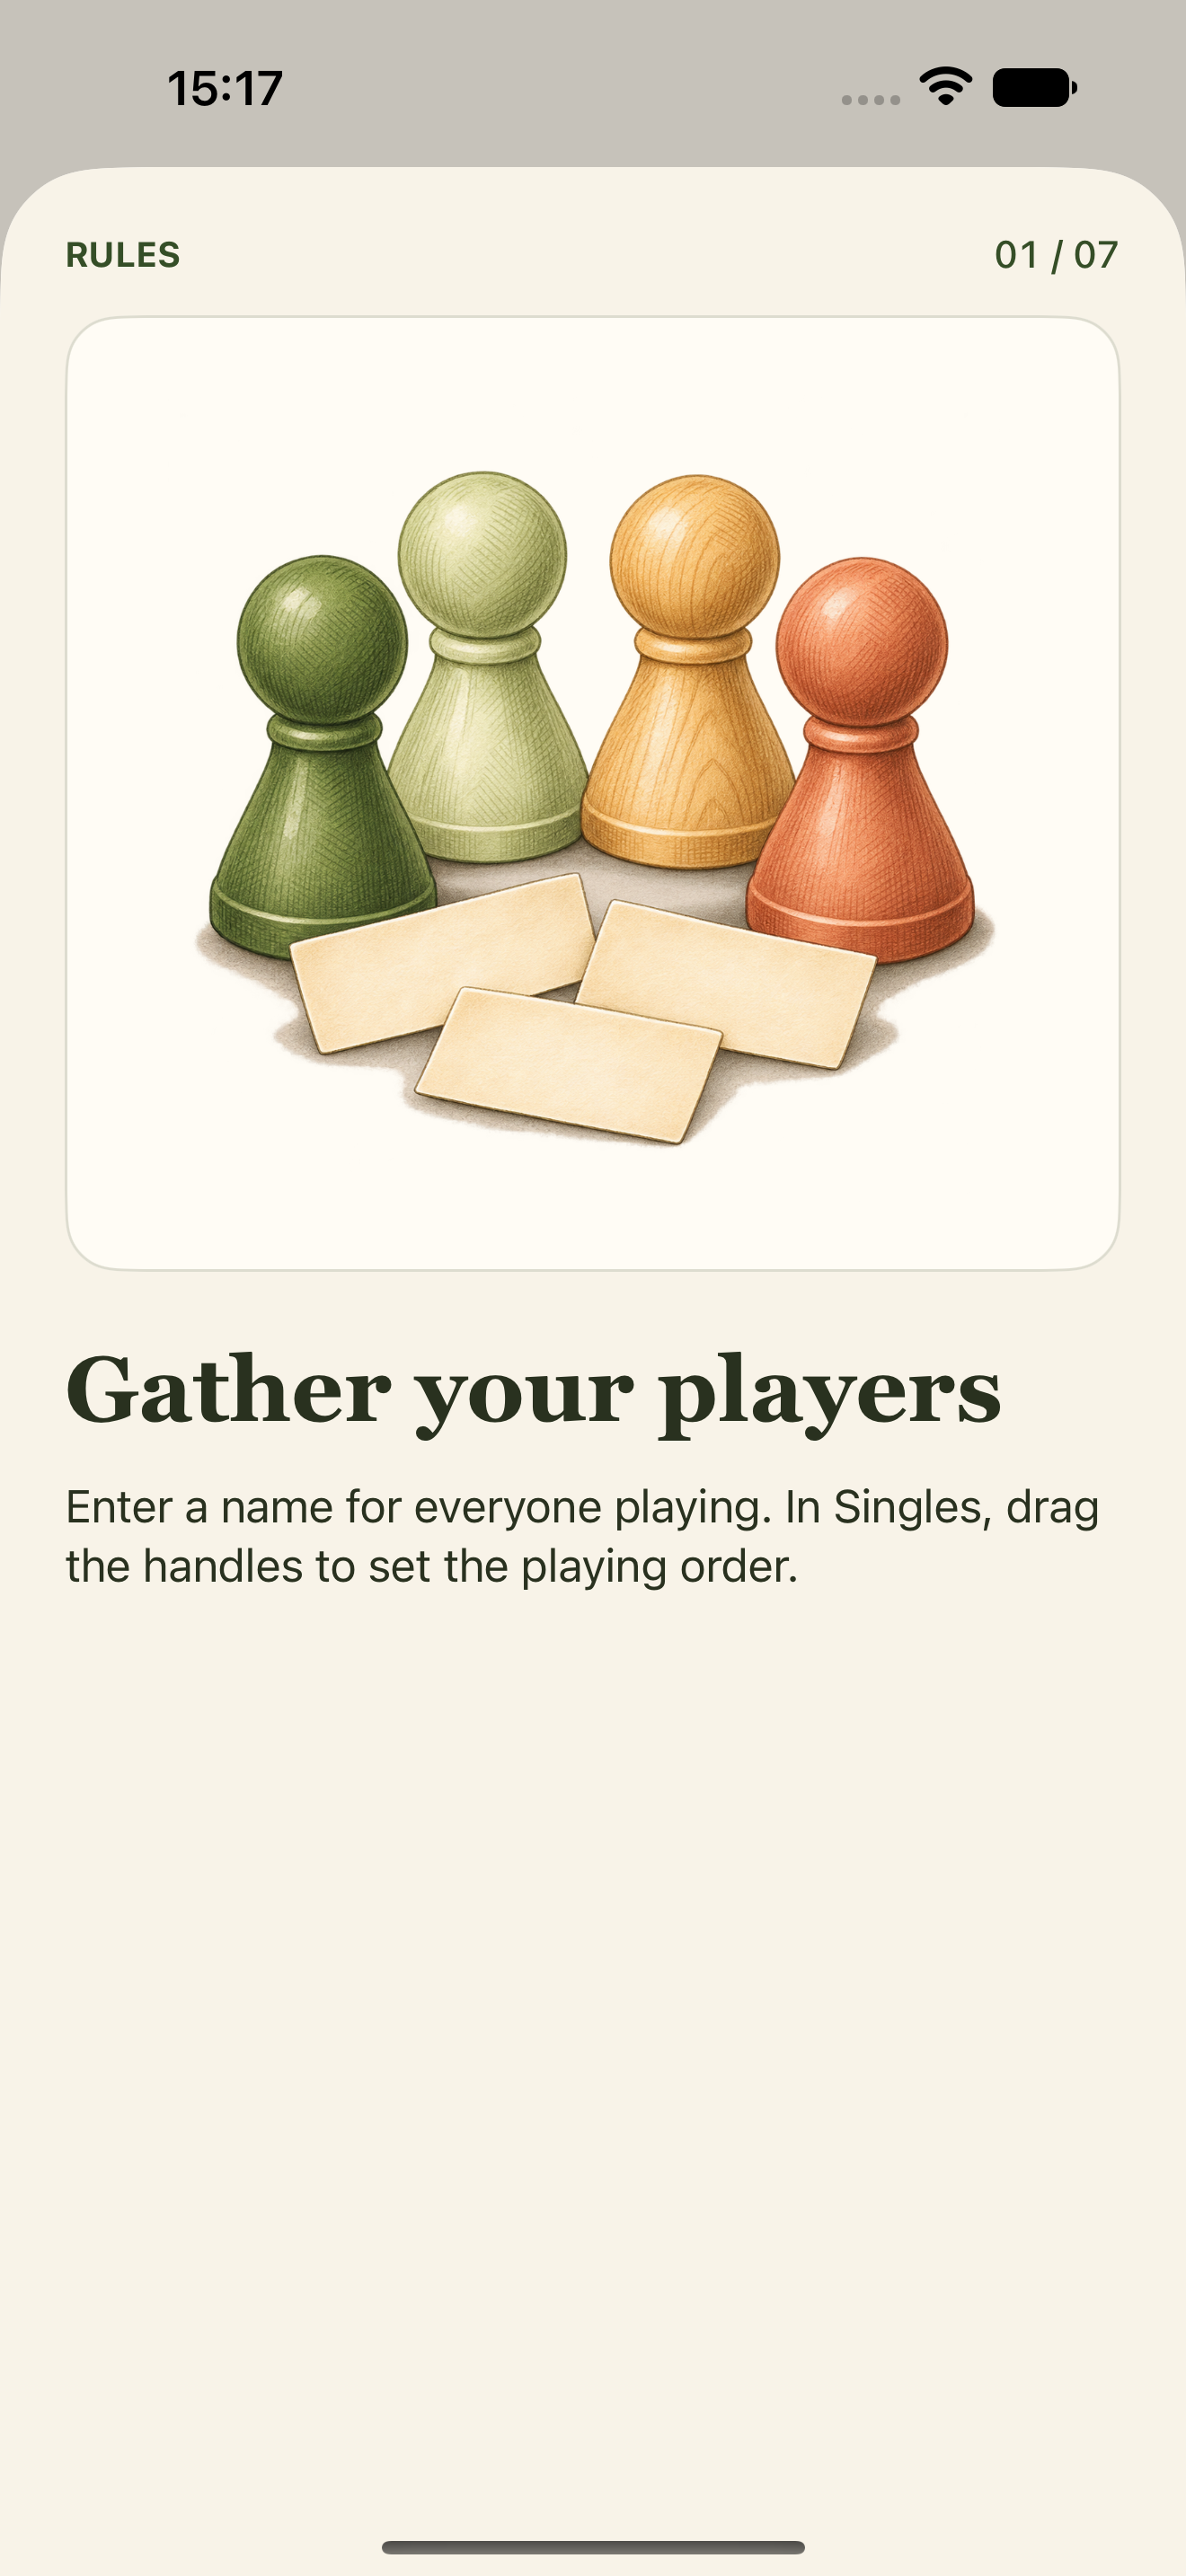 15:17
RULES
01 / 07
Gather your players
Enter a name for everyone playing. In Singles, drag
the handles to set the playing order.